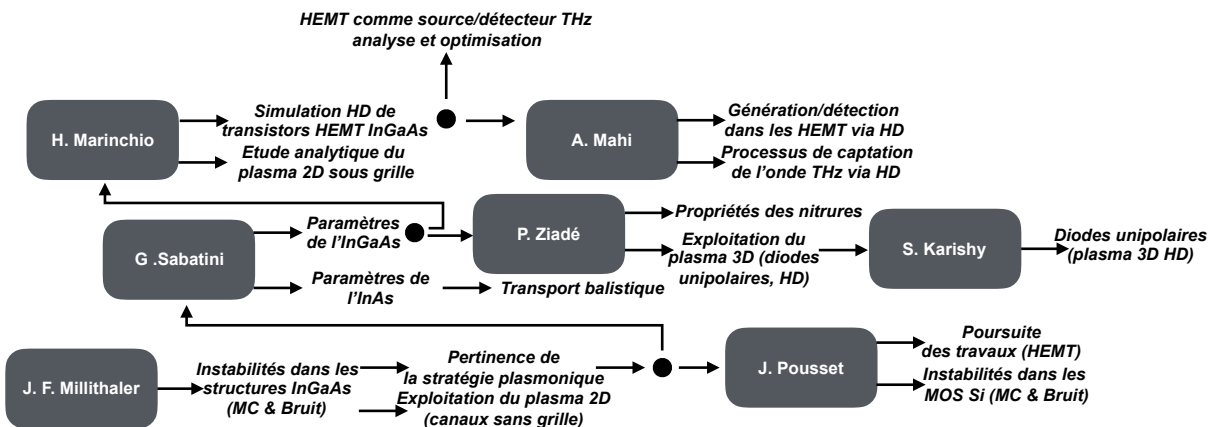 HEMT comme source/détecteur THz
analyse et optimisation
H. Marinchio
Simulation HD de
transistors HEMT InGaAs
Etude analytique du
plasma 2D sous grille
A. Mahi
Génération/détection
dans les HEMT via HD
Processus de captation
de l'onde THz via HD
G .Sabatini
Paramètres
de l'InGaAs
Paramètres de
l'InAs
Transport balistique
P. Ziadé
Propriétés des nitrures
Exploitation du
plasma 3D (diodes
unipolaires, HD)
S. Karishy
Diodes unipolaires
(plasma 3D HD)
J. F. Millithaler
Instabilités dans les
structures InGaAs
(MC & Bruit)
Pertinence de
la stratégie plasmonique
Exploitation du plasma 2D
(canaux sans grille)
J. Pousset
Poursuite
des travaux (HEMT)
Instabilités dans les
MOS Si (MC & Bruit)